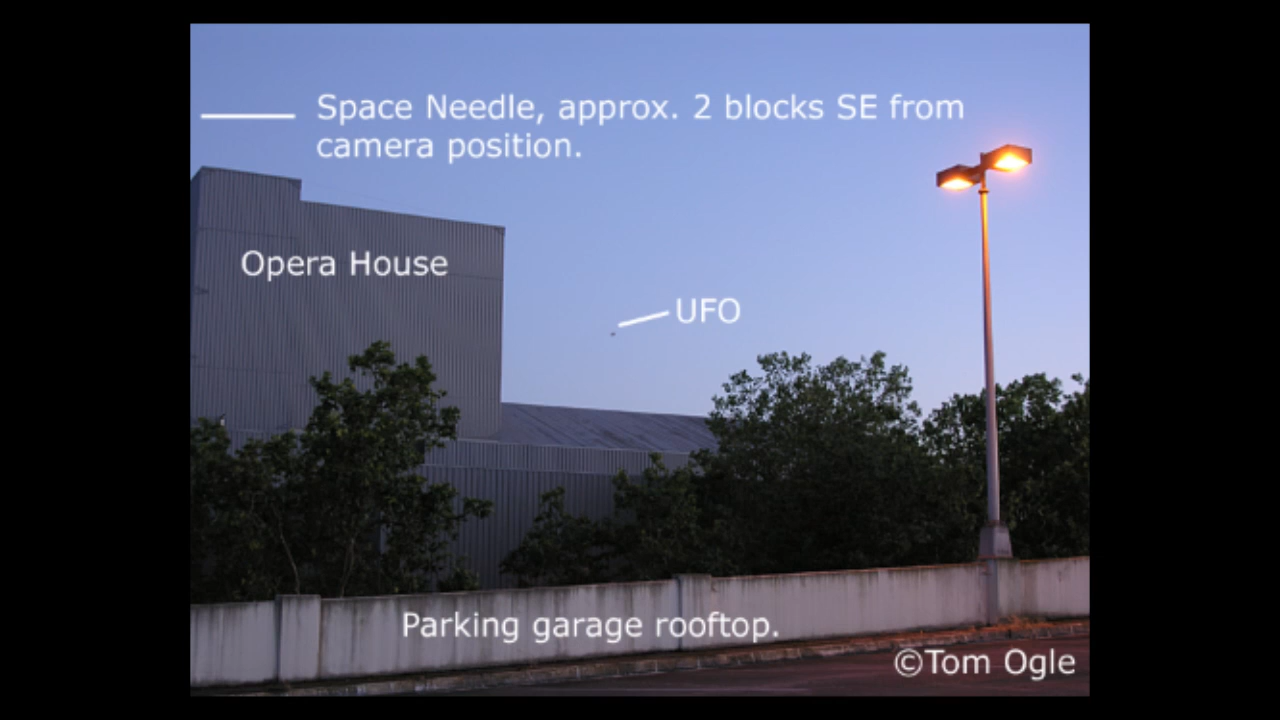 Space Needle, approx. 2 blocks SE from
camera position.
Opera House
UFO
Parking garage rooftop.
©Tom Ogle